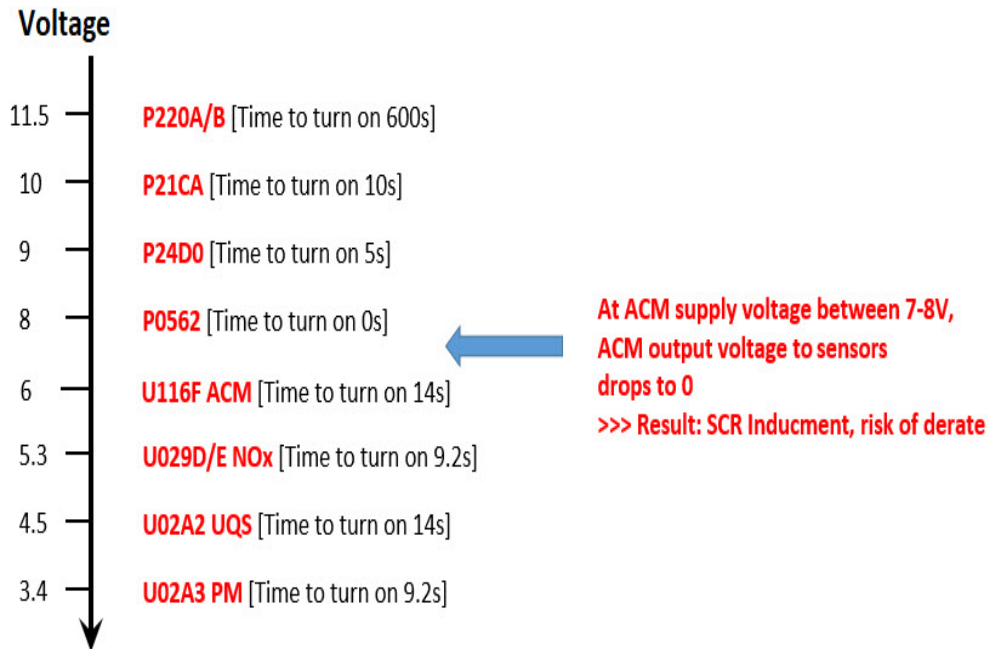 Voltage
11.5 P220A/B [Time to turn on 600s]
10 P21CA [Time to turn on 10s]
9 P24D0 [Time to turn on 5s]
8 P0562 [Time to turn on 0s]
At ACM supply voltage between 7-8V,
ACM output voltage to sensors
drops to 0
>>> Result: SCR Inducment, risk of derate
6 U116F ACM [Time to turn on 14s]
5.3 U029D/E NOx [Time to turn on 9.2s]
4.5 U02A2 UQS [Time to turn on 14s]
3.4 U02A3 PM [Time to turn on 9.2s]